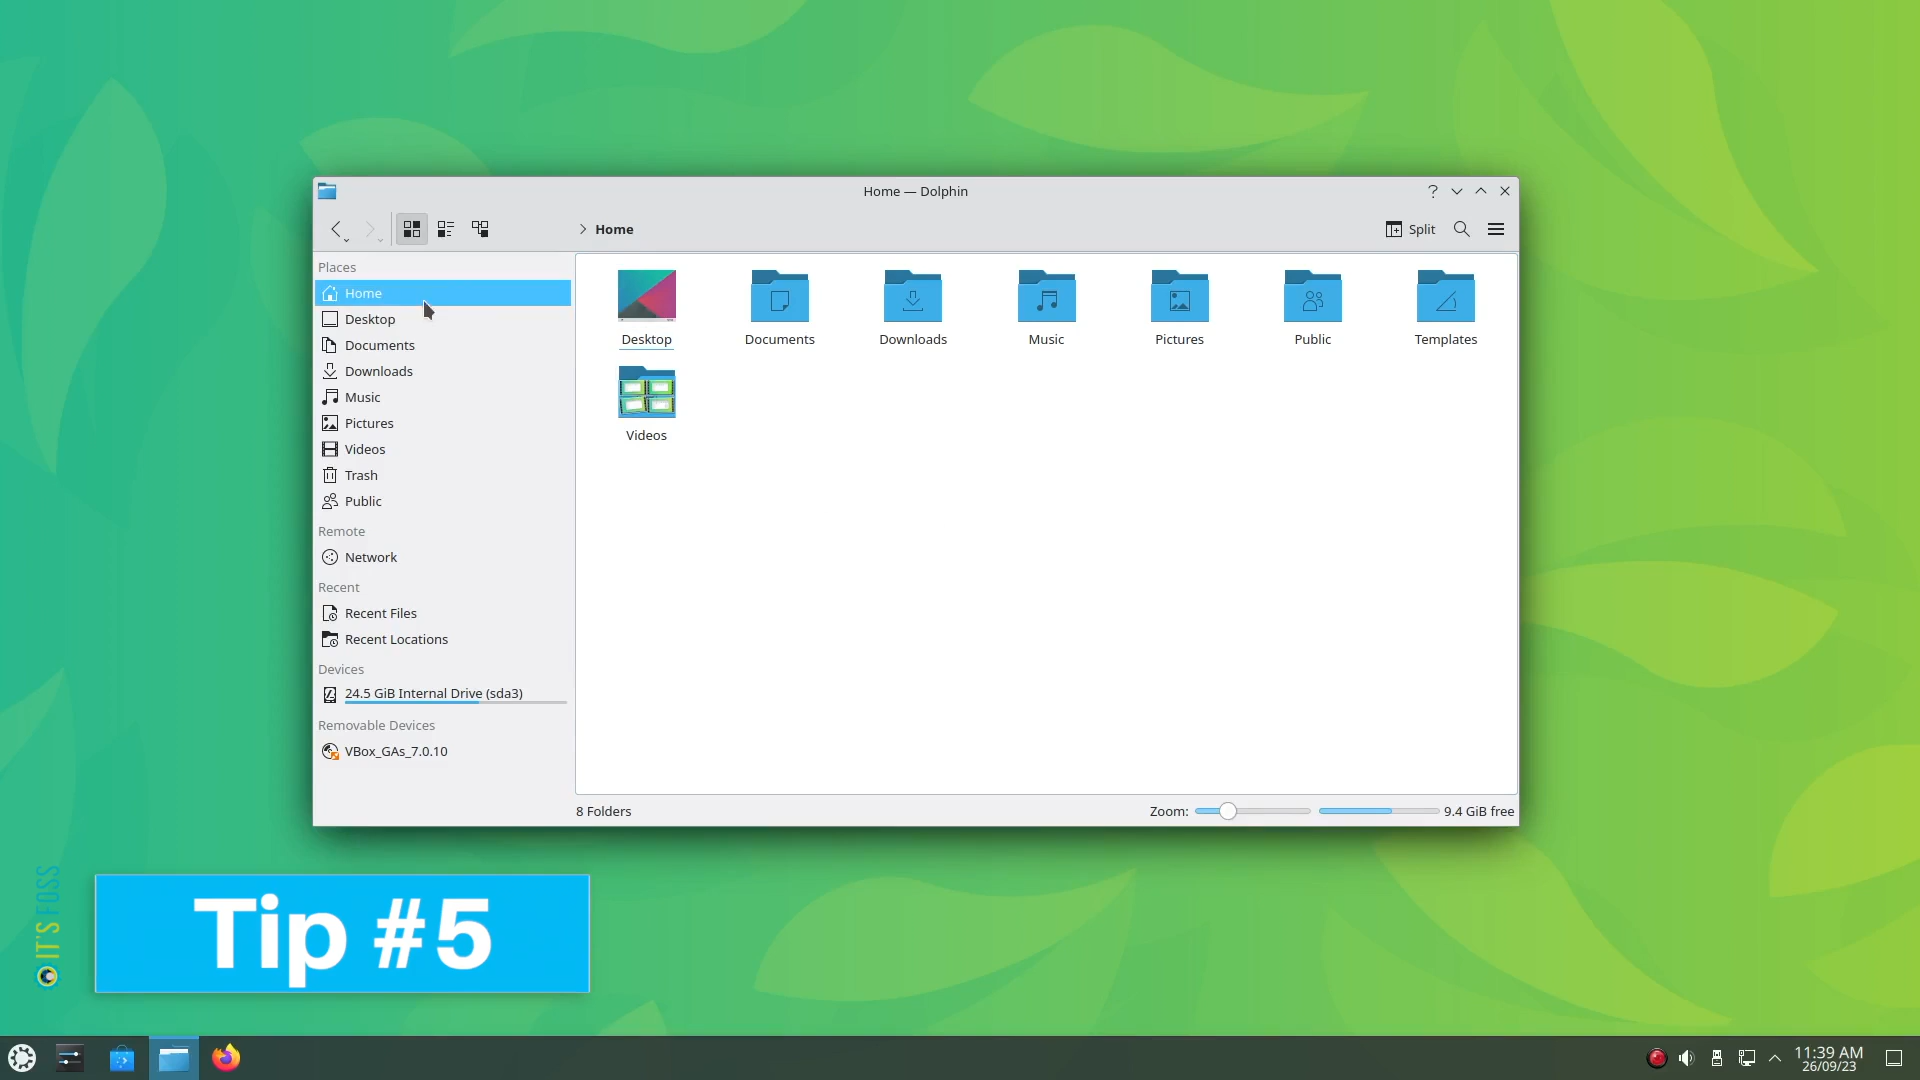 Home — Dolphin
Home
Split
Places
Home
Desktop
Documents
Downloads
Music
Pictures
Videos
Trash
Public
Remote
Network
Recent
Recent Files
Recent Locations
Devices
24.5 GiB Internal Drive (sda3)
Removable Devices
VBox_GAs_7.0.10
Desktop
Documents
Downloads
Music
Pictures
Public
Templates
Videos
8 Folders
Zoom:
9.4 GiB free
IT'S FOSS
Tip #5
11:39 AM
26/09/23